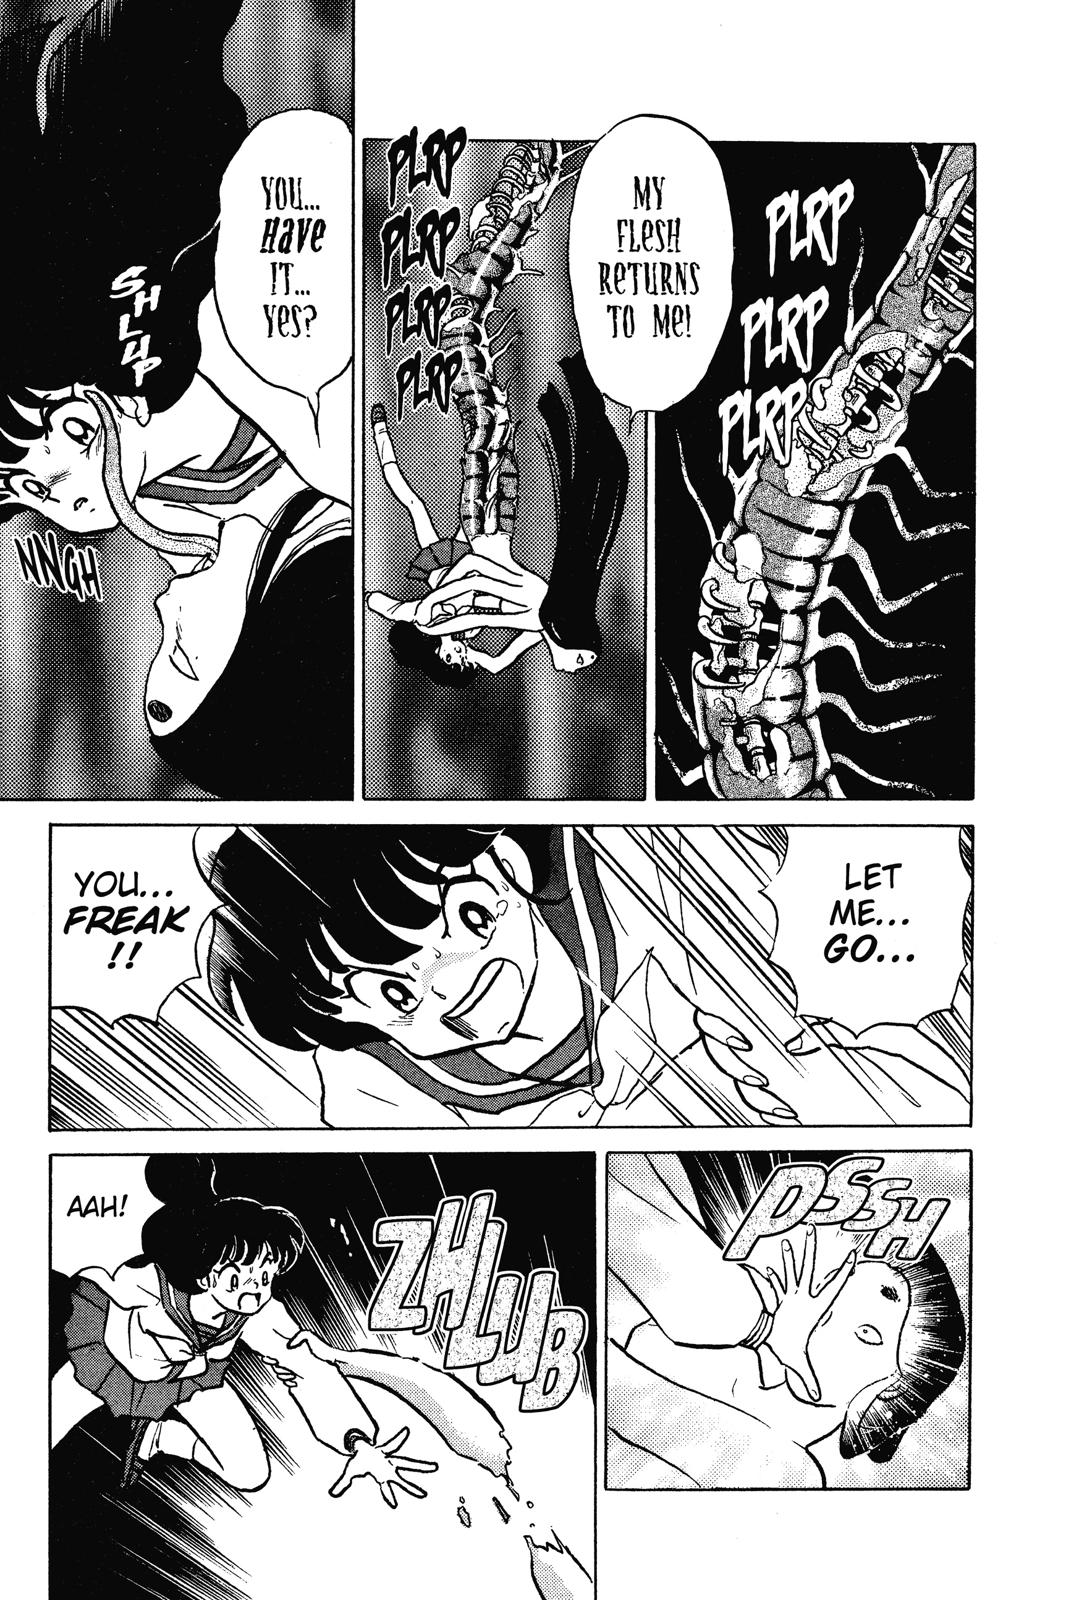 PLRP
PLRP
PLRP
MY
FLESH
RETURNS
TO ME!
PLRP
PLRP
PLRP
PLRP
YOU...
HAVE
IT...
YES?
SHLUP
NNGH
LET
ME...
GO...
YOU...
FREAK
!!
PSSH
ZHLUB
AAH!